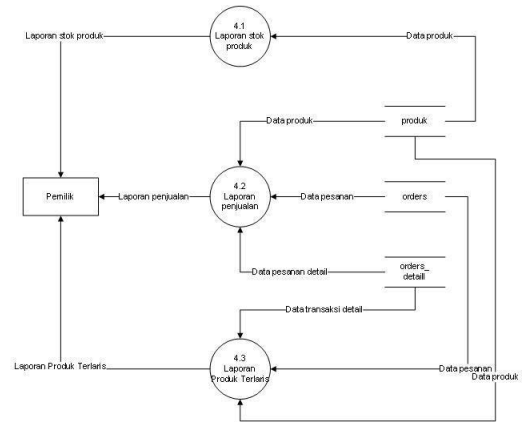 4.1
Laporan stok
produk
Laporan stok produk
Data produk
Data produk
produk
Pemilik
Laporan penjualan
4.2
Laporan
penjualan
Data pesanan
orders
Data pesanan detail
orders_
detaill
Data transaksi detail
4.3
Laporan
Produk Terlaris
Laporan Produk Terlaris
Data pesanan
Data produk